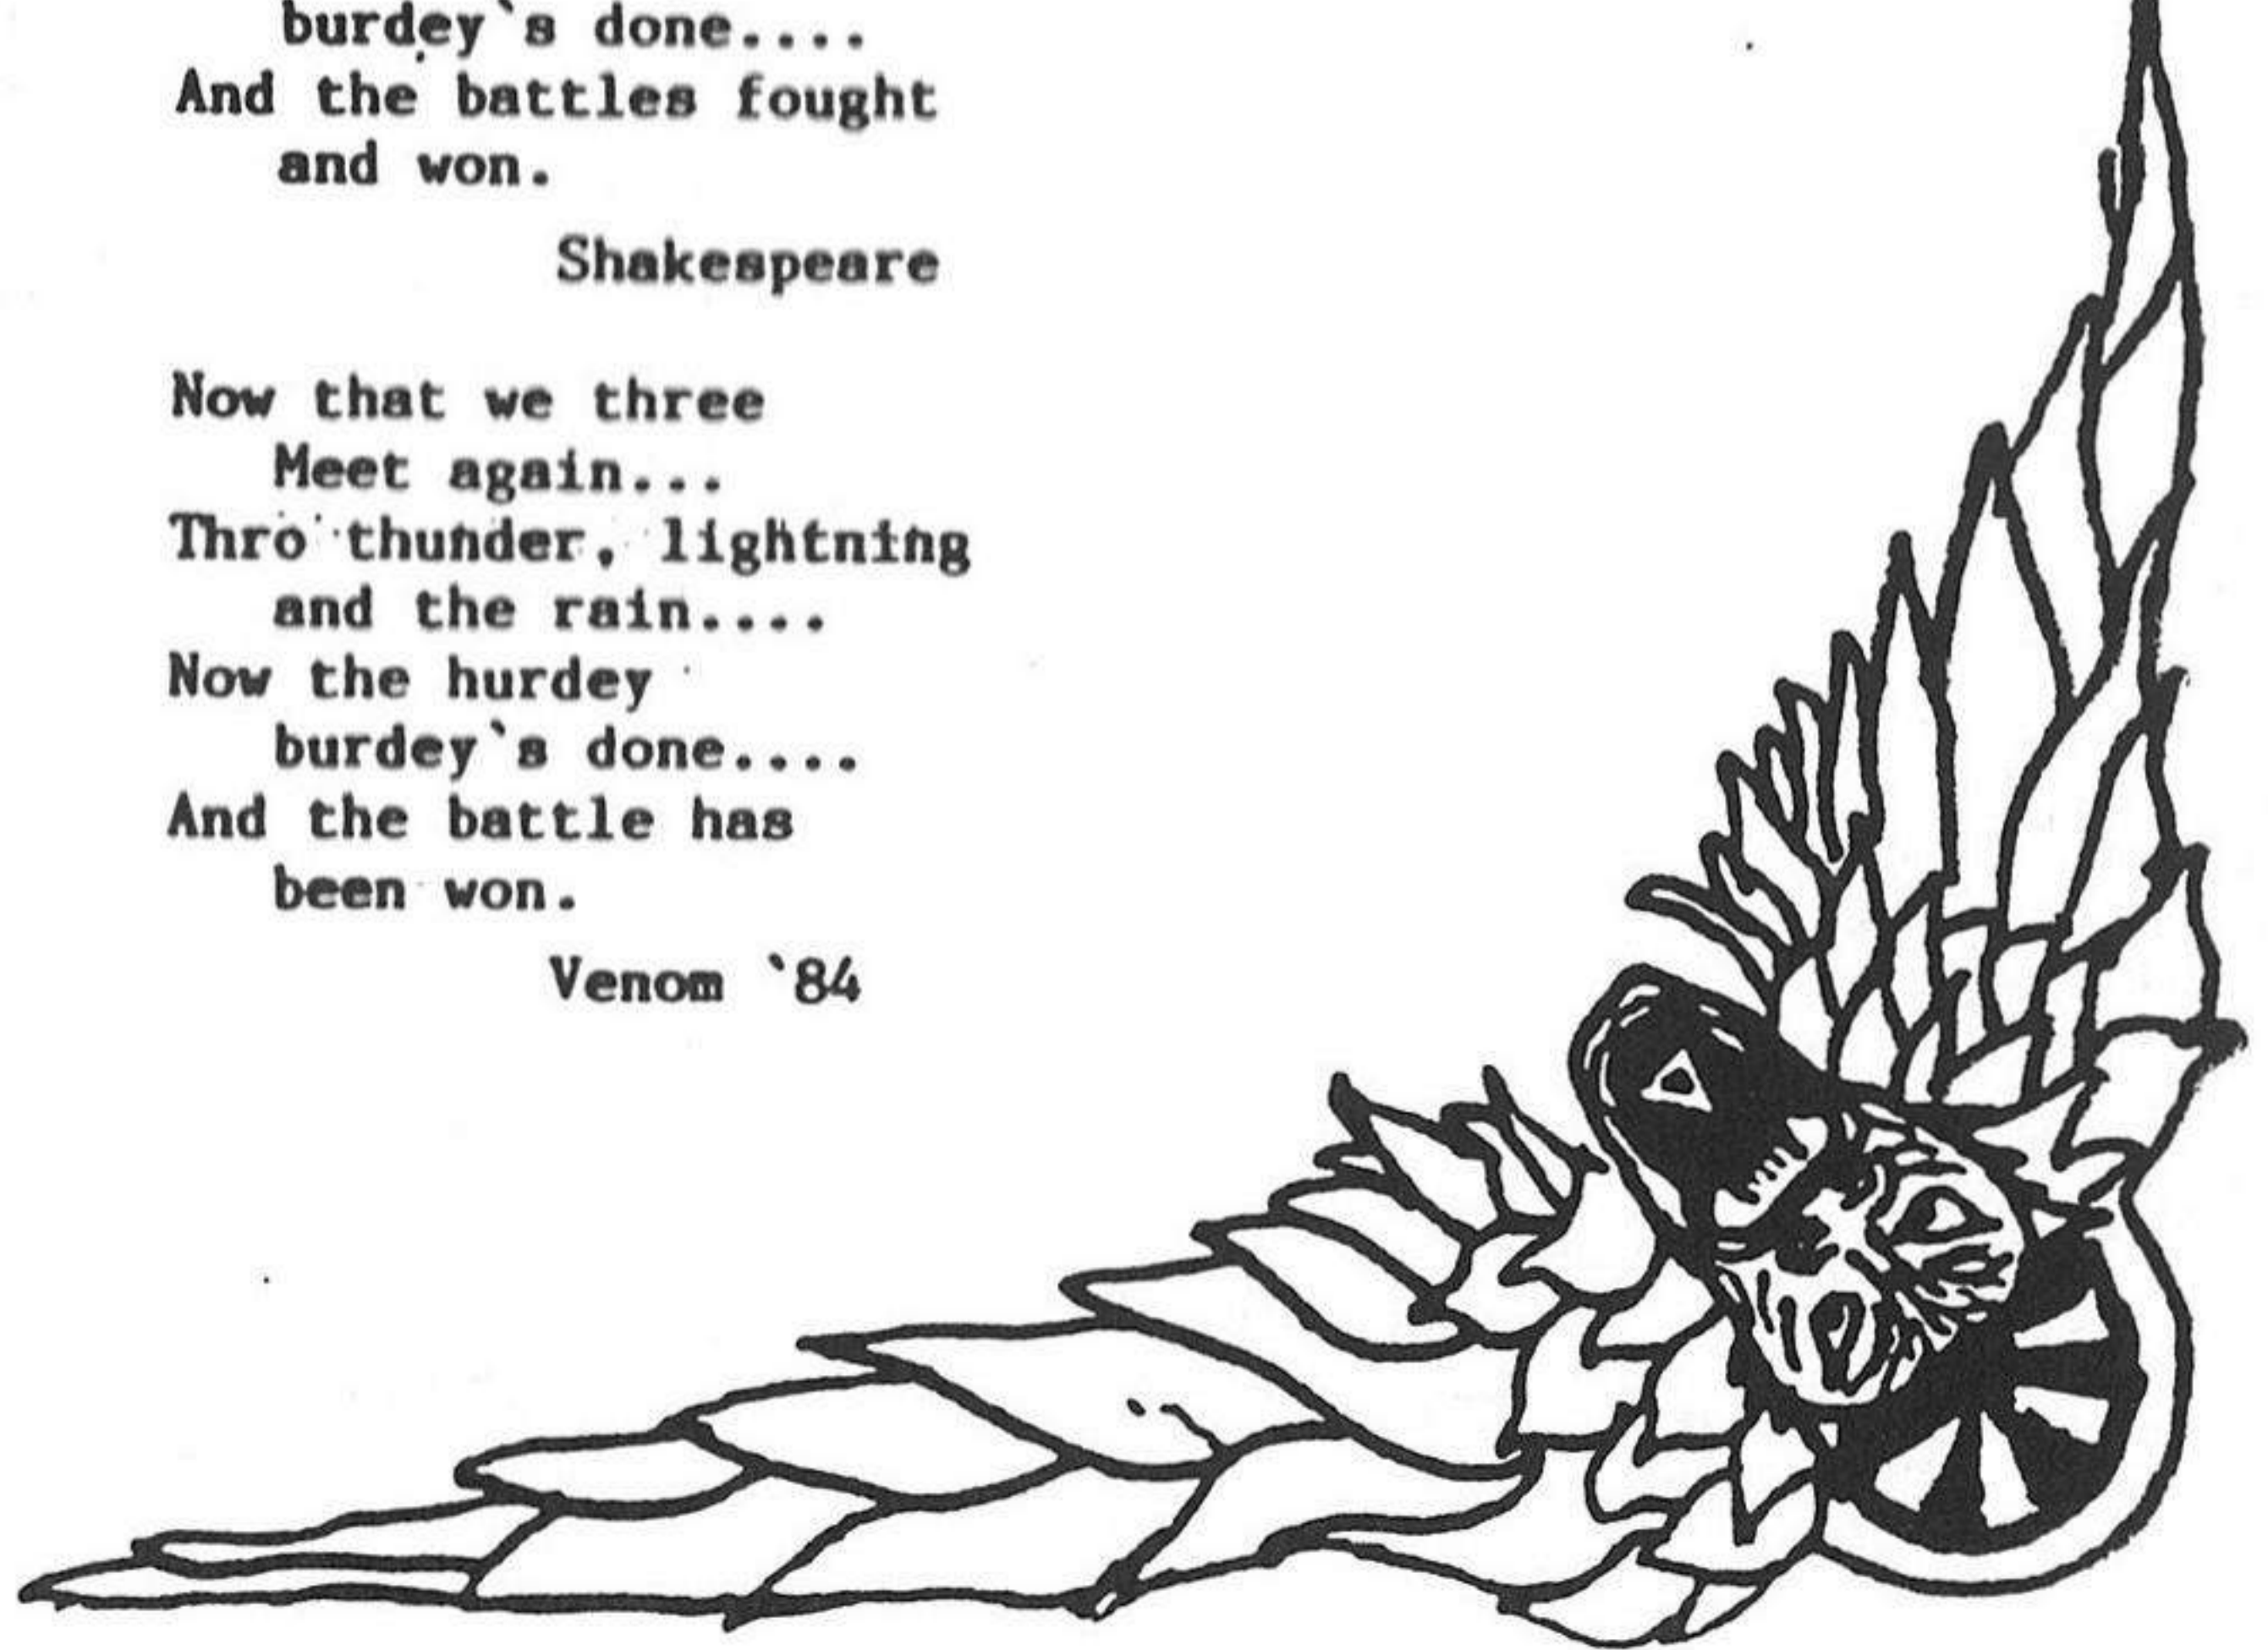 burdey`s done....
And the battles fought
and won.
Shakespeare
Now that we three
Meet again...
Thro' thunder, lightning
and the rain....
Now the hurdey
burdey`s done....
And the battle has
been won.
Venom `84